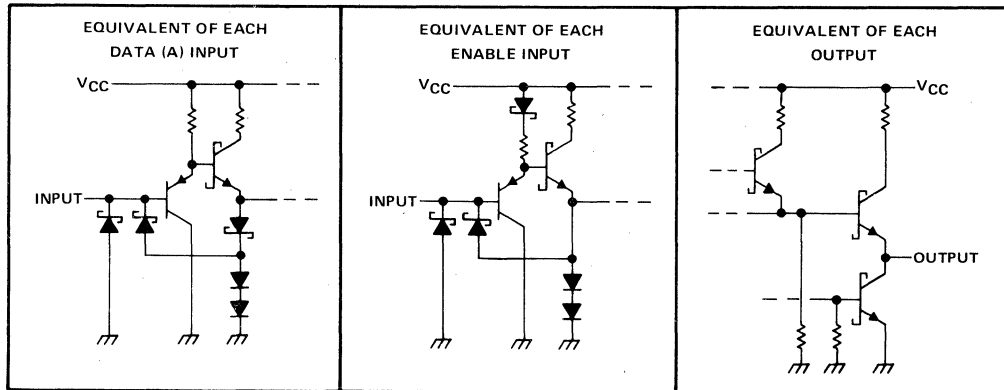 EQUIVALENT OF EACH
DATA (A) INPUT
VCC
INPUT
EQUIVALENT OF EACH
ENABLE INPUT
VCC
INPUT
EQUIVALENT OF EACH
OUTPUT
VCC
OUTPUT